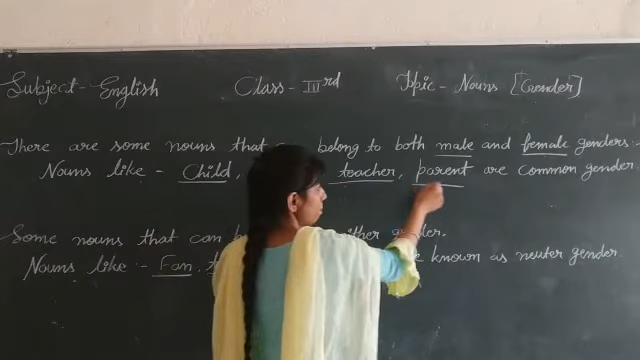 Subject - English Class - IIIrd Topic - Nouns [Gender]
There are some nouns that belong to both male and female genders :-
Nouns like - Child, teacher, parent are common gender.
Some nouns that can gender.
Nouns like :- Fan, known as neuter gender.